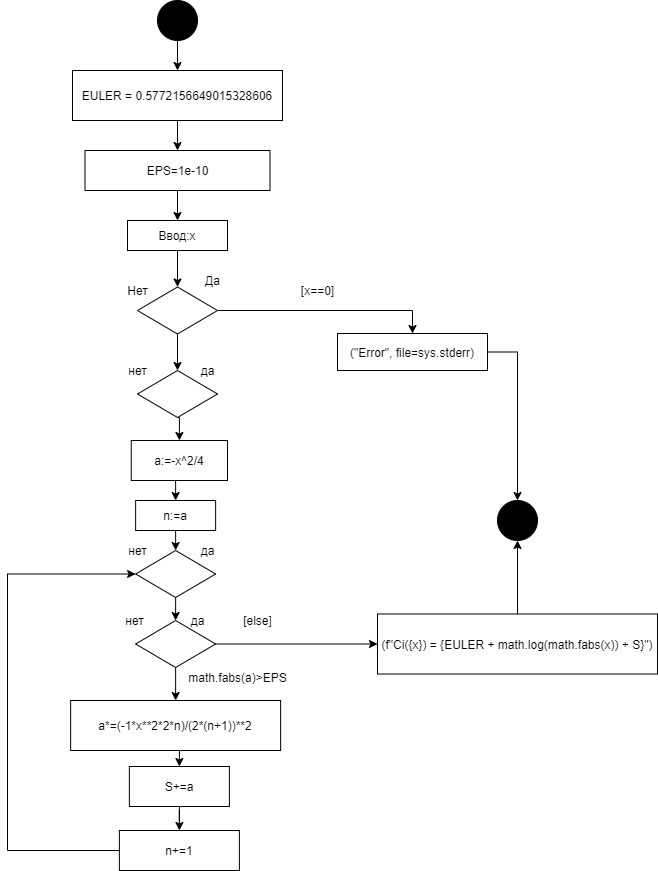 EULER = 0.5772156649015328606
EPS=1e-10
Ввод:x
Нет
Да
[x==0]
("Error", file=sys.stderr)
нет
да
a:=-x^2/4
n:=a
нет
да
нет
да
[else]
(f"Ci({x}) = {EULER + math.log(math.fabs(x)) + S}")
math.fabs(a)>EPS
a*=(-1*x**2*2*n)/(2*(n+1))**2
S+=a
n+=1